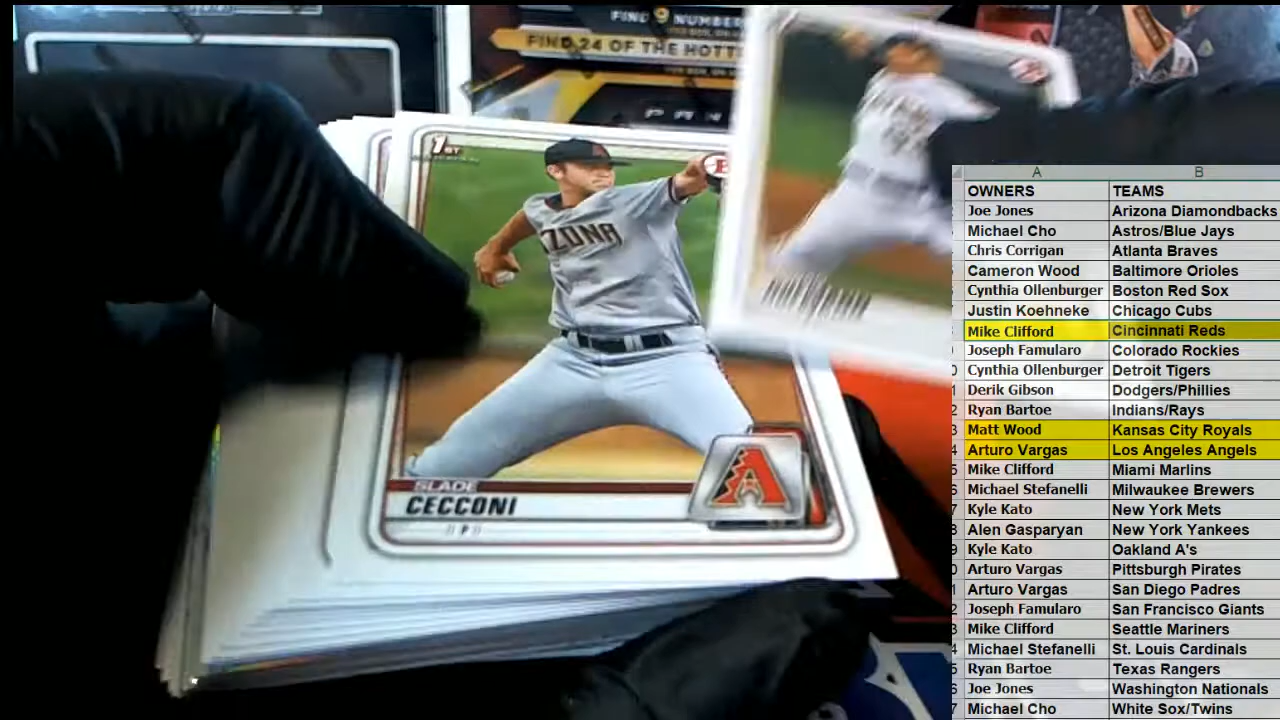 FIND 9 NUMBER
FIND 24 OF THE HOTT
1ST
IZONA
SLADE
CECCONI
P
A B
OWNERS TEAMS
Joe Jones Arizona Diamondbacks
Michael Cho Astros/Blue Jays
Chris Corrigan Atlanta Braves
Cameron Wood Baltimore Orioles
Cynthia Ollenburger Boston Red Sox
Justin Koehneke Chicago Cubs
Mike Clifford Cincinnati Reds
Joseph Famularo Colorado Rockies
Cynthia Ollenburger Detroit Tigers
Derik Gibson Dodgers/Phillies
Ryan Bartoe Indians/Rays
Matt Wood Kansas City Royals
Arturo Vargas Los Angeles Angels
Mike Clifford Miami Marlins
Michael Stefanelli Milwaukee Brewers
Kyle Kato New York Mets
Alen Gasparyan New York Yankees
Kyle Kato Oakland A's
Arturo Vargas Pittsburgh Pirates
Arturo Vargas San Diego Padres
Joseph Famularo San Francisco Giants
Mike Clifford Seattle Mariners
Michael Stefanelli St. Louis Cardinals
Ryan Bartoe Texas Rangers
Joe Jones Washington Nationals
Michael Cho White Sox/Twins